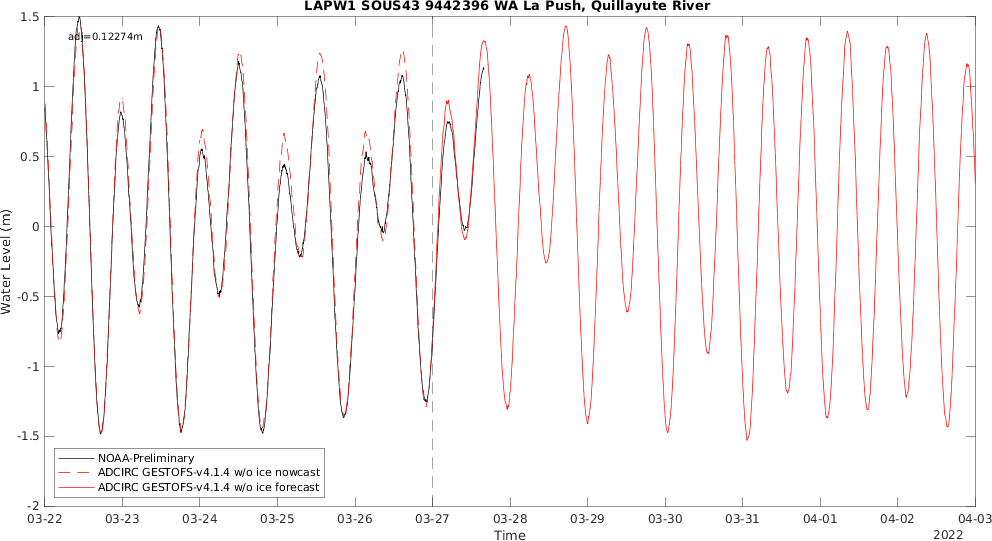 LAPW1 SOUS43 9442396 WA La Push, Quillayute River
adj=0.12274m
1.5
1
0.5
0
-0.5
-1
-1.5
-2
Water Level (m)
NOAA-Preliminary
ADCIRC GESTOFS-v4.1.4 w/o ice nowcast
ADCIRC GESTOFS-v4.1.4 w/o ice forecast
03-22 03-23 03-24 03-25 03-26 03-27 03-28 03-29 03-30 03-31 04-01 04-02 04-03
Time
2022